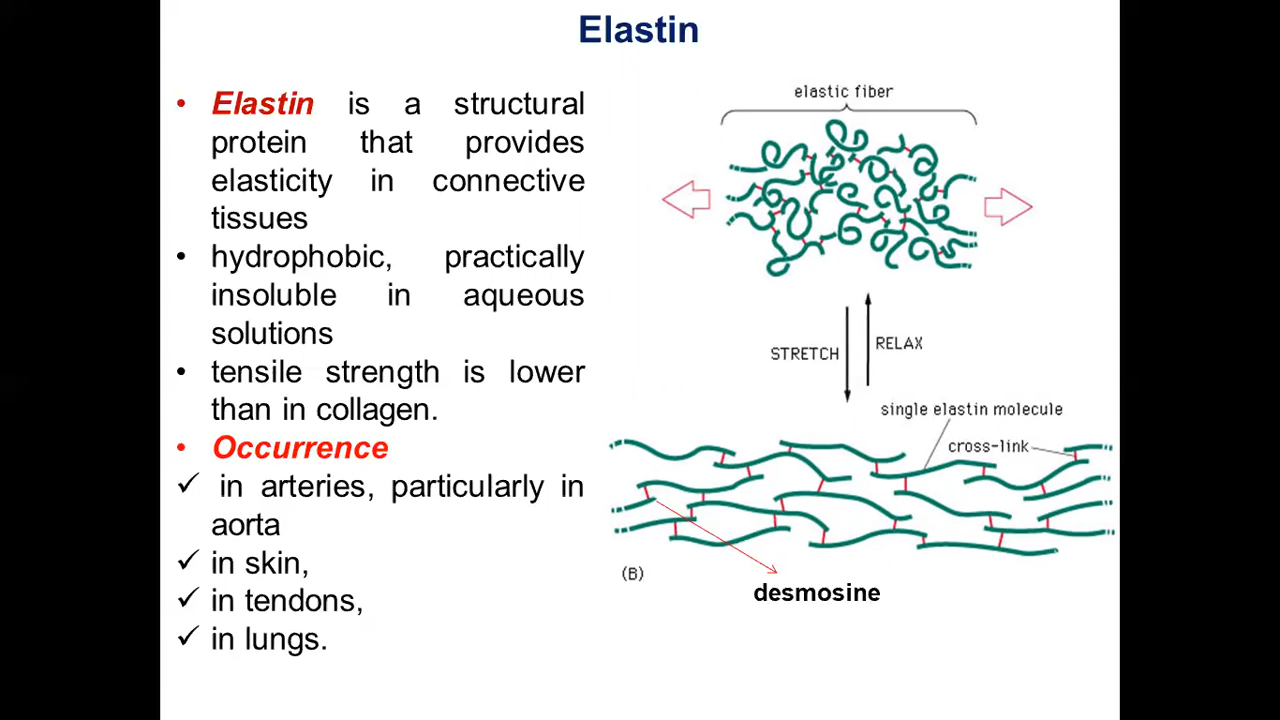 Elastin
• Elastin is a structural
protein that provides
elasticity in connective
tissues
• hydrophobic, practically
insoluble in aqueous
solutions
• tensile strength is lower
than in collagen.
• Occurrence
✓ in arteries, particularly in
aorta
✓ in skin,
✓ in tendons,
✓ in lungs.
elastic fiber
STRETCH
RELAX
single elastin molecule
cross-link
(B)
desmosine